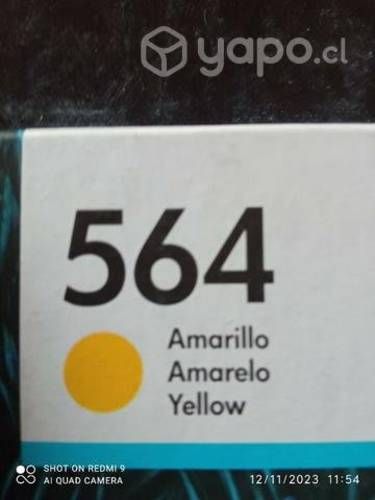 yapo.cl
564
Amarillo
Amarelo
Yellow
SHOT ON REDMI 9
AI QUAD CAMERA
12/11/2023 11:54